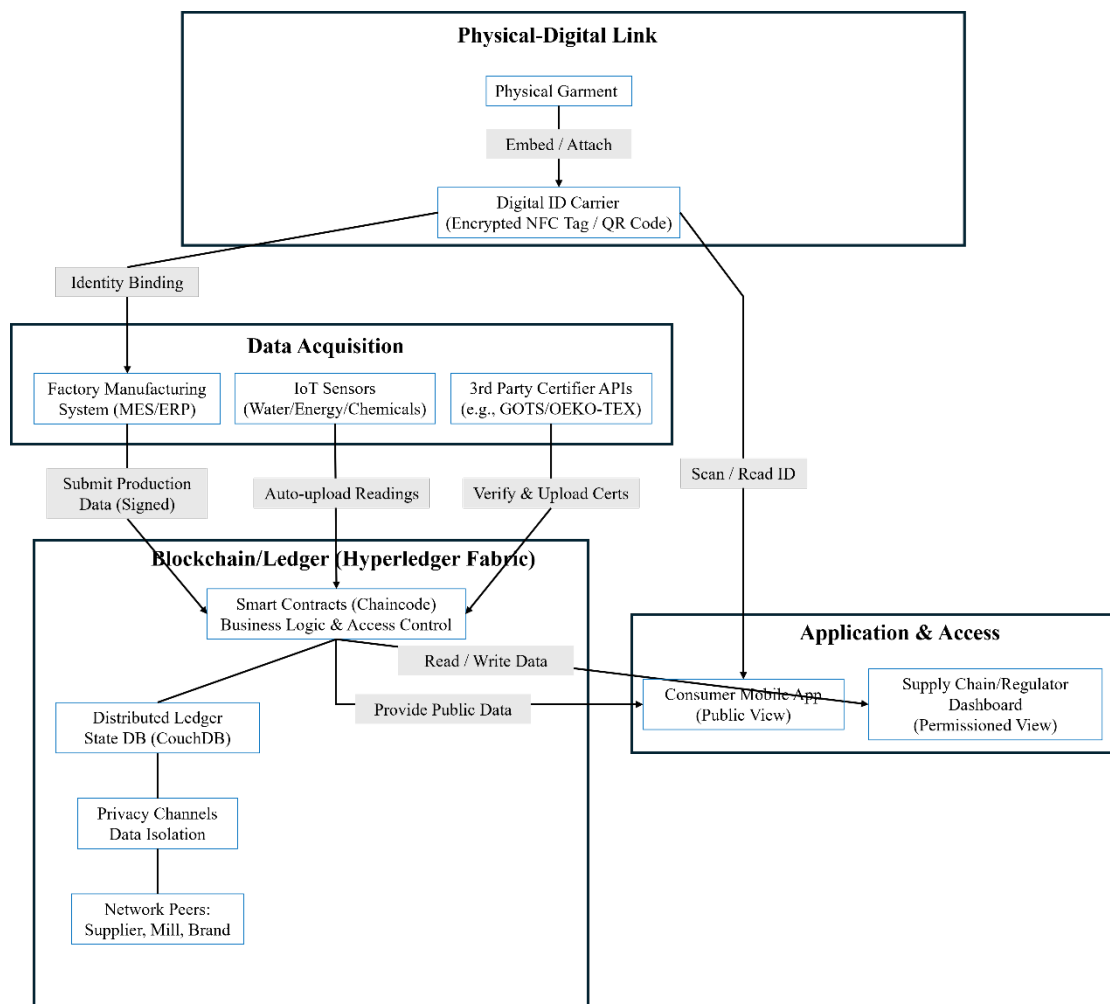 Physical-Digital Link
Physical Garment
Embed / Attach
Digital ID Carrier
(Encrypted NFC Tag / QR Code)
Identity Binding
Data Acquisition
Factory Manufacturing
System (MES/ERP)
IoT Sensors
(Water/Energy/Chemicals)
3rd Party Certifier APIs
(e.g., GOTS/OEKO-TEX)
Submit Production
Data (Signed)
Auto-upload Readings
Verify & Upload Certs
Scan / Read ID
Blockchain/Ledger (Hyperledger Fabric)
Smart Contracts (Chaincode)
Business Logic & Access Control
Read / Write Data
Provide Public Data
Application & Access
Consumer Mobile App
(Public View)
Supply Chain/Regulator
Dashboard
(Permissioned View)
Distributed Ledger
State DB (CouchDB)
Privacy Channels
Data Isolation
Network Peers:
Supplier, Mill, Brand